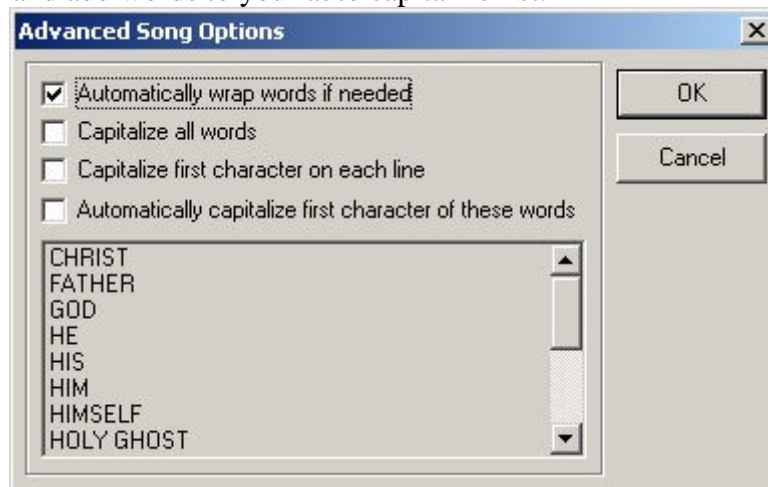 Advanced Song Options
Automatically wrap words if needed
OK
Capitalize all words
Cancel
Capitalize first character on each line
Automatically capitalize first character of these words
CHRIST
FATHER
GOD
HE
HIS
HIM
HIMSELF
HOLY GHOST